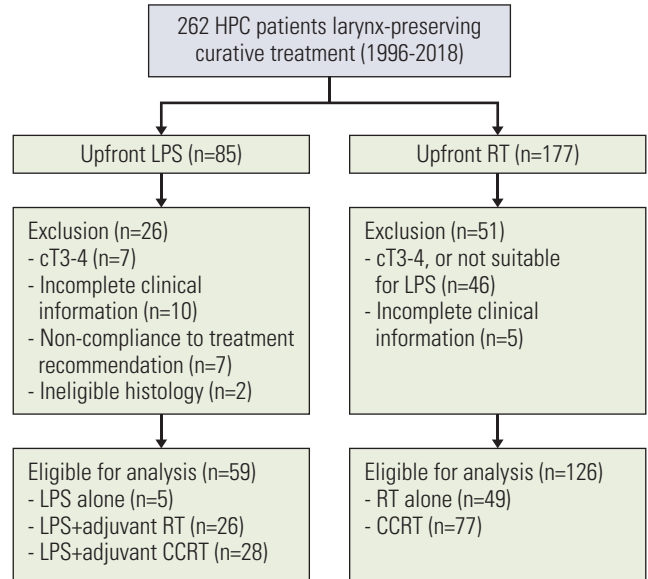 262 HPC patients larynx-preserving
curative treatment (1996-2018)
Upfront LPS (n=85)
Upfront RT (n=177)
Exclusion (n=26)
- cT3-4 (n=7)
- Incomplete clinical
information (n=10)
- Non-compliance to treatment
recommendation (n=7)
- Ineligible histology (n=2)
Exclusion (n=51)
- cT3-4, or not suitable
for LPS (n=46)
- Incomplete clinical
information (n=5)
Eligible for analysis (n=59)
- LPS alone (n=5)
- LPS+adjuvant RT (n=26)
- LPS+adjuvant CCRT (n=28)
Eligible for analysis (n=126)
- RT alone (n=49)
- CCRT (n=77)